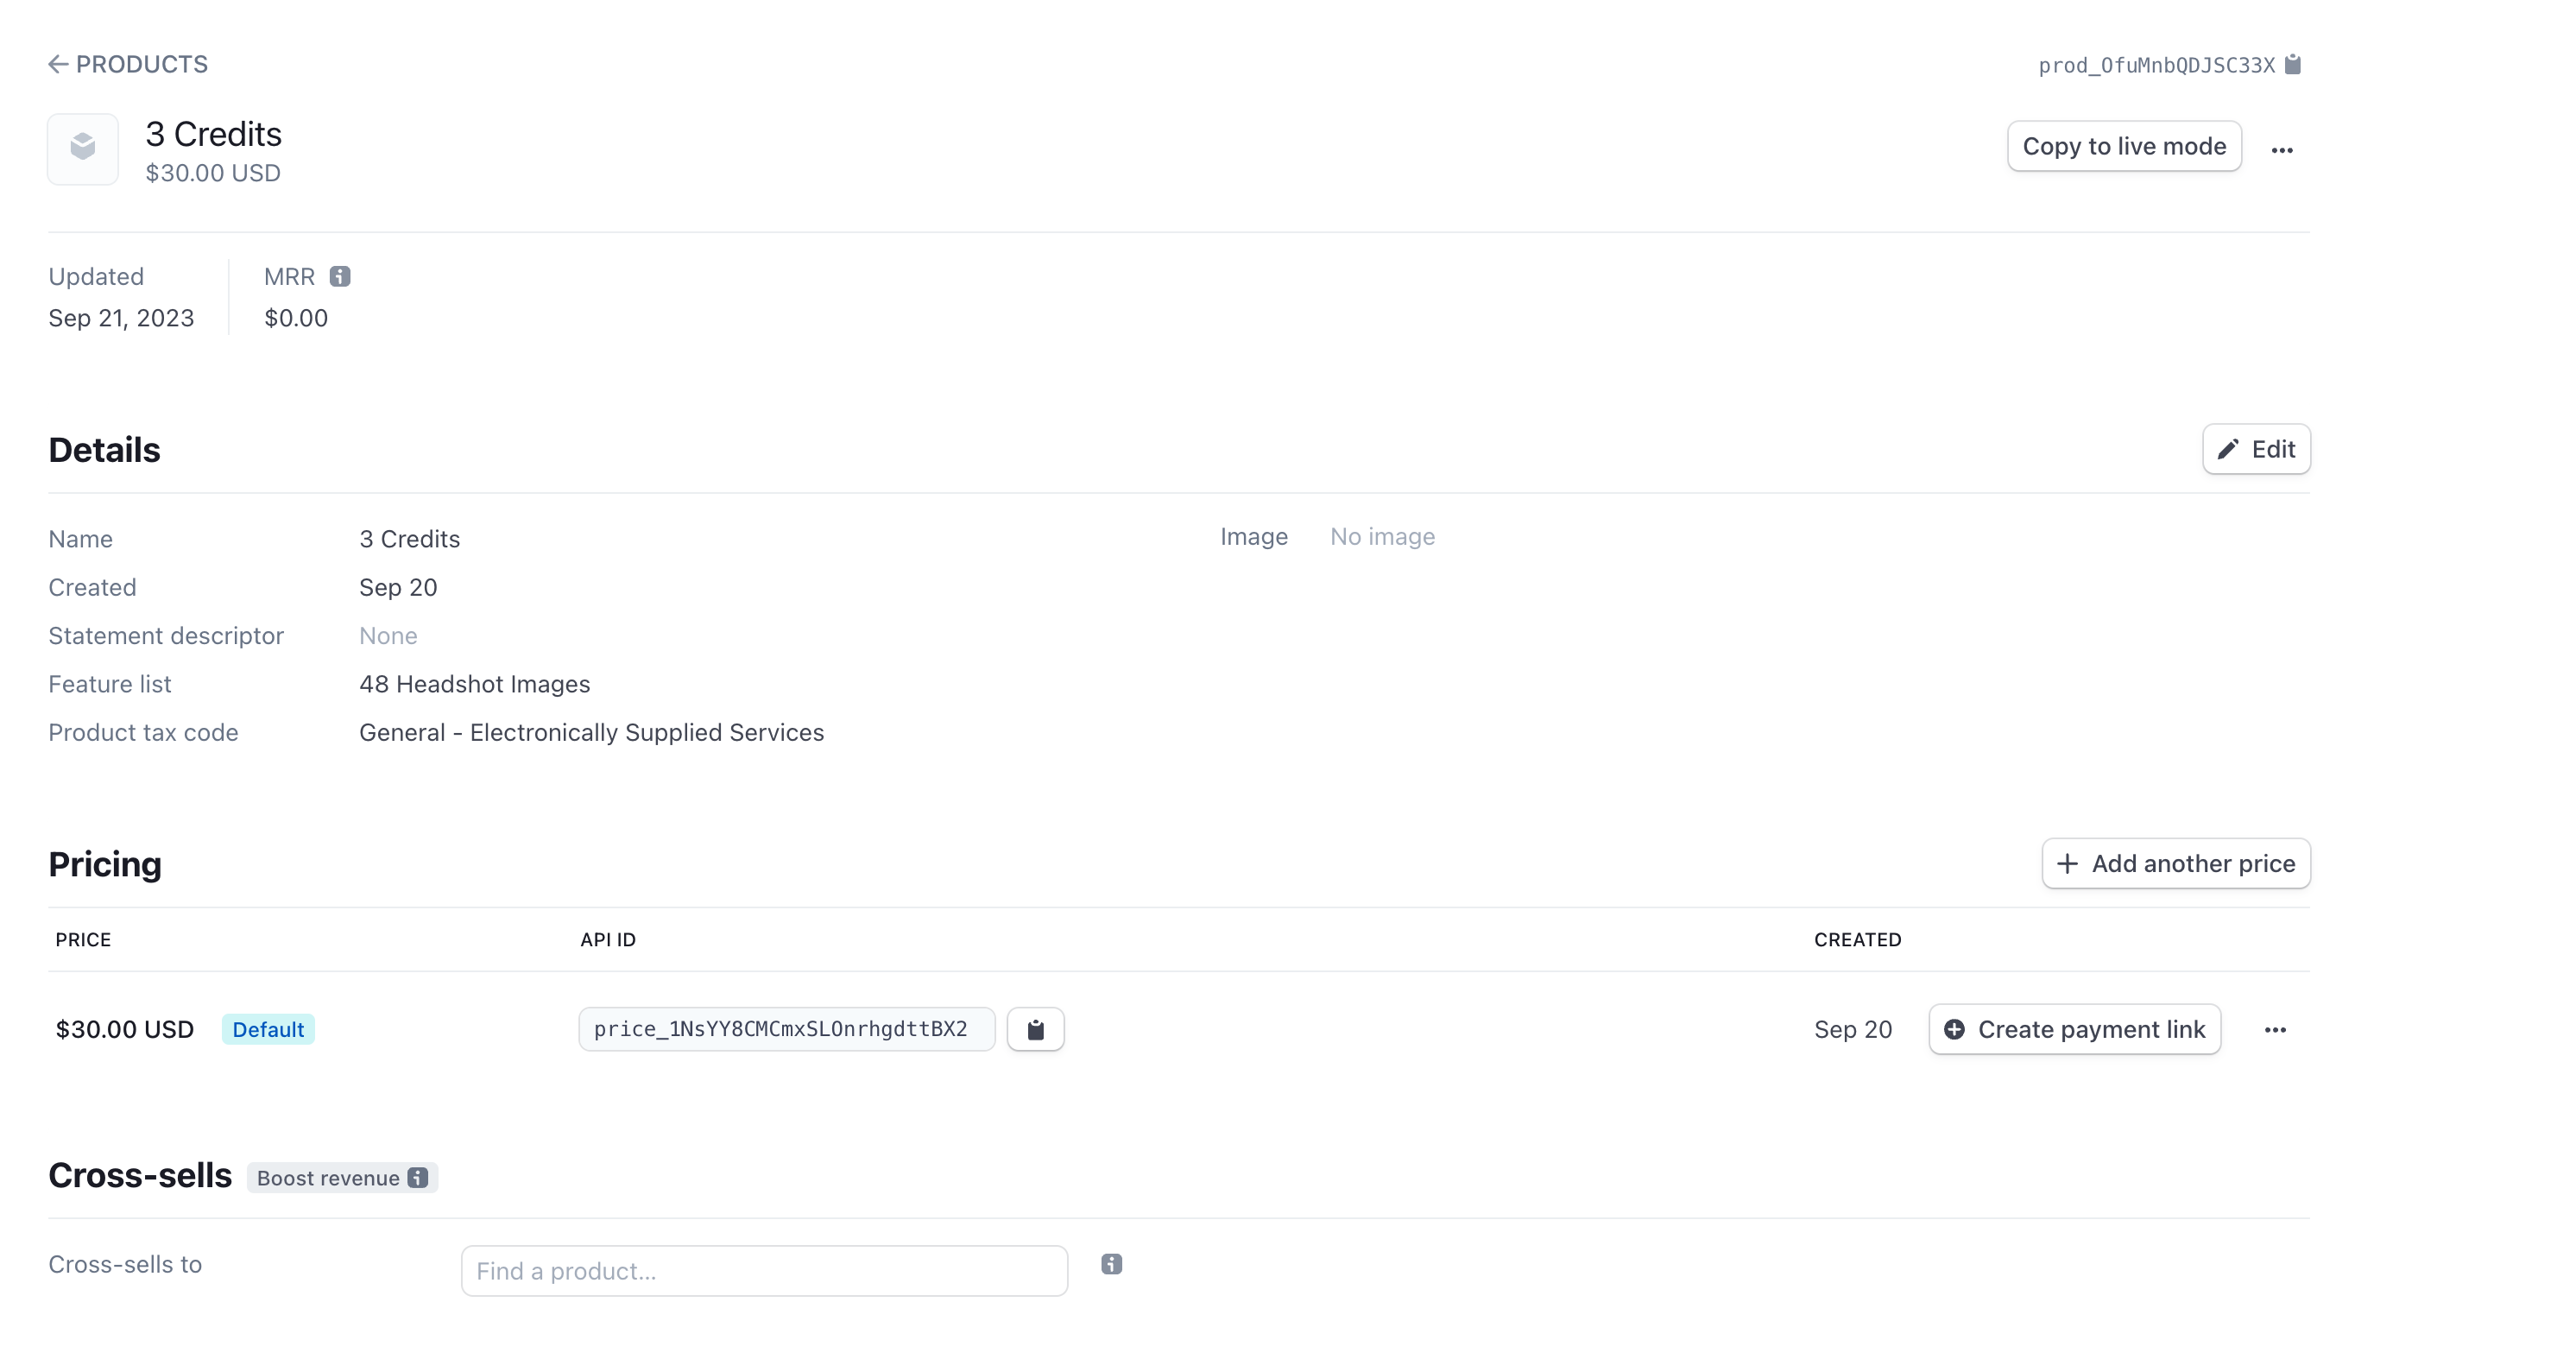 PRODUCTS
prod_OfuMnbQDJSC33X
3 Credits
$30.00 USD
Copy to live mode
Updated
MRR
Sep 21, 2023
$0.00
Details
Edit
Name
3 Credits
Image
No image
Created
Sep 20
Statement descriptor
None
Feature list
48 Headshot Images
Product tax code
General - Electronically Supplied Services
Pricing
Add another price
PRICE
API ID
CREATED
$30.00 USD
Default
price_1NsYY8CMCmxSLOnrhgdttBX2
Sep 20
Create payment link
Cross-sells
Boost revenue
Cross-sells to
Find a product...